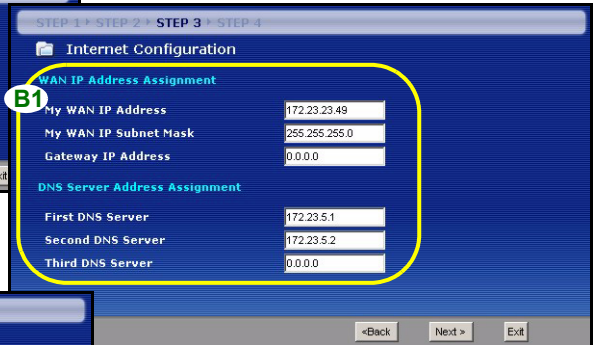 STEP 1 STEP 2 STEP 3 STEP 4
Internet Configuration
WAN IP Address Assignment
B1
My WAN IP Address 172.23.23.49
My WAN IP Subnet Mask 255.255.255.0
Gateway IP Address 0.0.0.0
DNS Server Address Assignment
First DNS Server 172.23.5.1
Second DNS Server 172.23.5.2
Third DNS Server 0.0.0.0
<Back Next > Exit